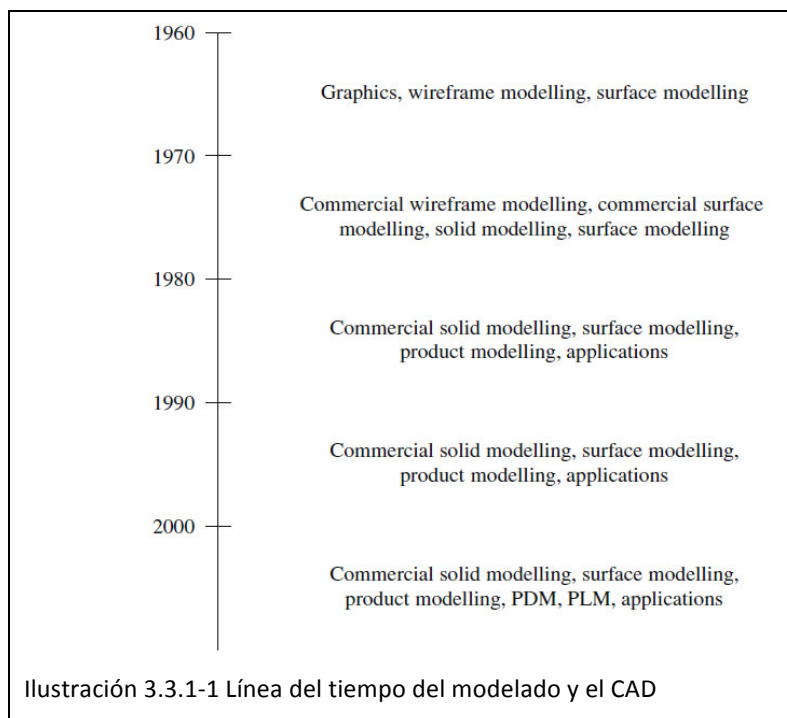 1960
Graphics, wireframe modelling, surface modelling
1970
Commercial wireframe modelling, commercial surface
modelling, solid modelling, surface modelling
1980
Commercial solid modelling, surface modelling,
product modelling, applications
1990
Commercial solid modelling, surface modelling,
product modelling, applications
2000
Commercial solid modelling, surface modelling,
product modelling, PDM, PLM, applications
Ilustración 3.3.1-1 Línea del tiempo del modelado y el CAD